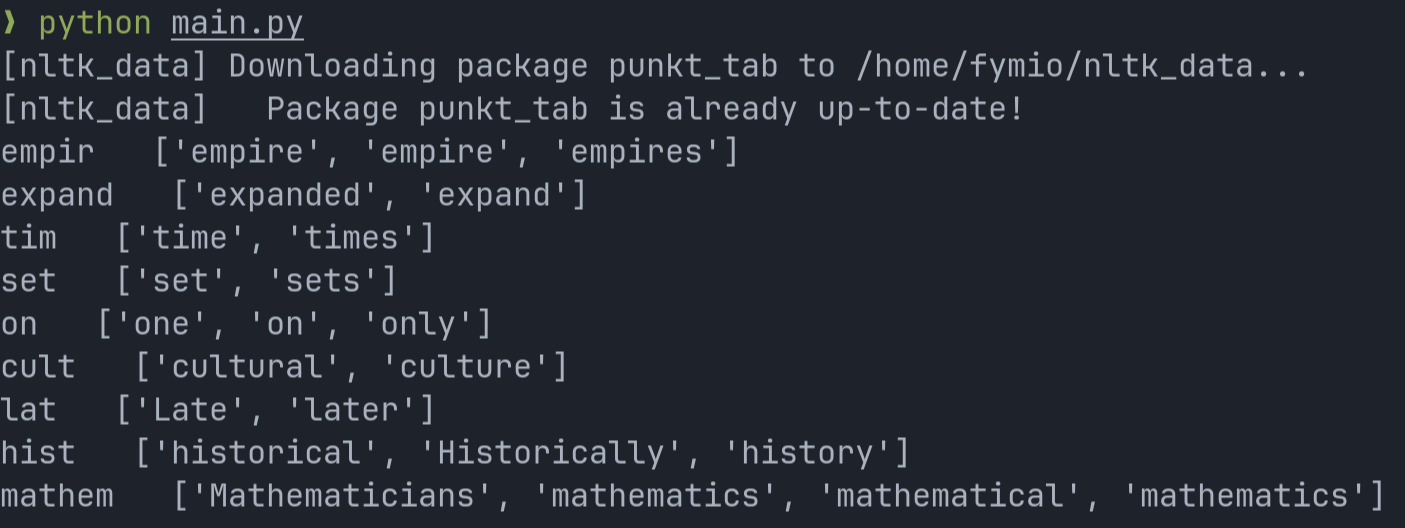 ❱ python main.py
[nltk_data] Downloading package punkt_tab to /home/fymio/nltk_data...
[nltk_data]   Package punkt_tab is already up-to-date!
empir   ['empire', 'empire', 'empires']
expand   ['expanded', 'expand']
tim   ['time', 'times']
set   ['set', 'sets']
on   ['one', 'on', 'only']
cult   ['cultural', 'culture']
lat   ['Late', 'later']
hist   ['historical', 'Historically', 'history']
mathem   ['Mathematicians', 'mathematics', 'mathematical', 'mathematics']